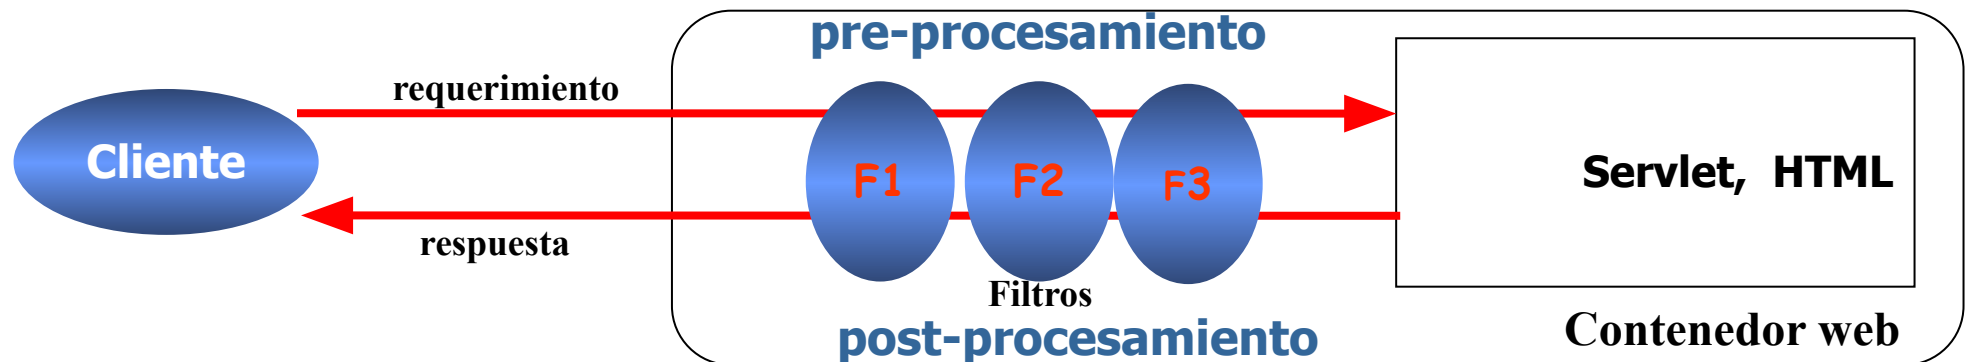 pre-procesamiento
requerimiento
Cliente
F1
F2
F3
Servlet, HTML
respuesta
Filtros
post-procesamiento
Contenedor web